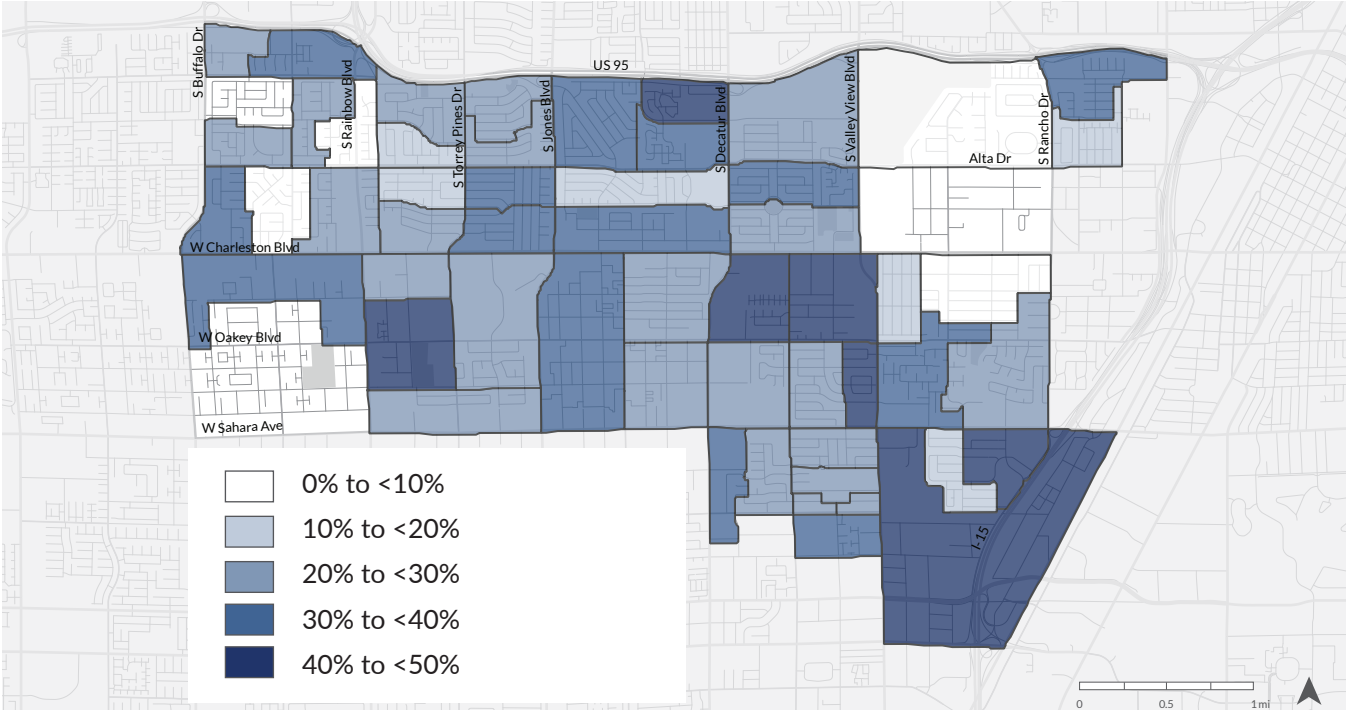 US 95
S Buffalo Dr
S Rainbow Blvd
S Torrey Pines Dr
S Jones Blvd
S Decatur Blvd
S Valley View Blvd
S Rancho Dr
Alta Dr
W Charleston Blvd
W Oakey Blvd
W Sahara Ave
I-15
0% to <10%
10% to <20%
20% to <30%
30% to <40%
40% to <50%
0 0.5 1 mi